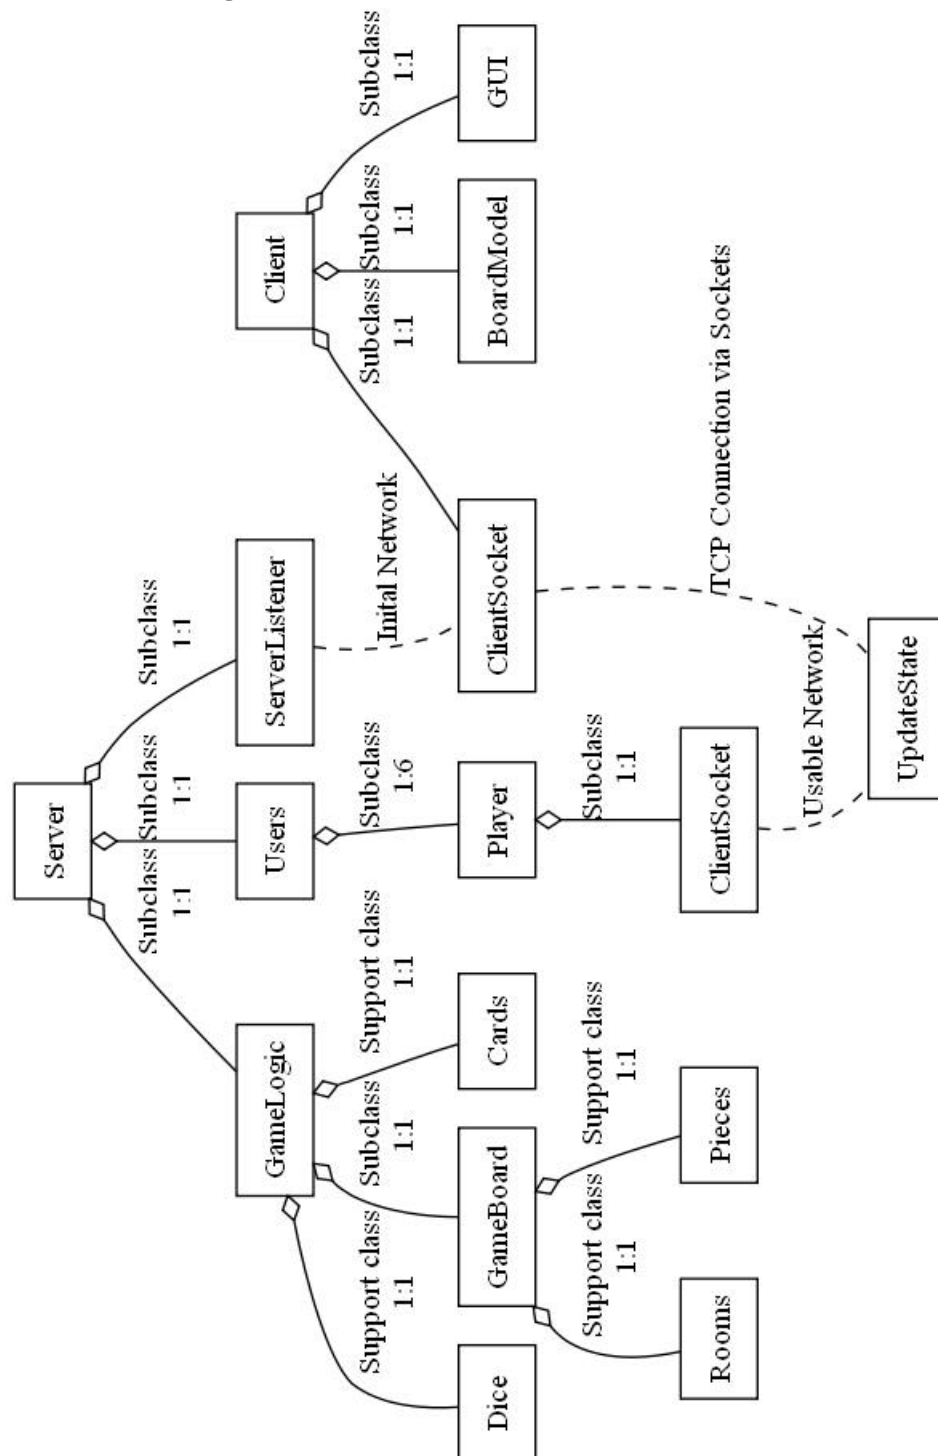 Server
Subclass
1:1
Subclass
1:1
Subclass
1:1
GameLogic
Users
ServerListener
Client
Support class
1:1
Subclass
1:1
Support class
1:1
Subclass
1:6
Inital Network
Subclass
1:1
Subclass
1:1
Subclass
1:1
Dice
GameBoard
Cards
Player
ClientSocket
BoardModel
GUI
Support class
1:1
Support class
1:1
Subclass
1:1
Rooms
Pieces
ClientSocket
TCP Connection via Sockets
Usable Network
UpdateState